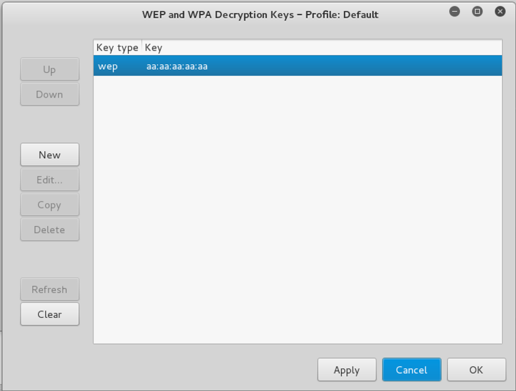 WEP and WPA Decryption Keys - Profile: Default
Key type Key
wep aa:aa:aa:aa:aa
Up
Down
New
Edit...
Copy
Delete
Refresh
Clear
Apply Cancel OK